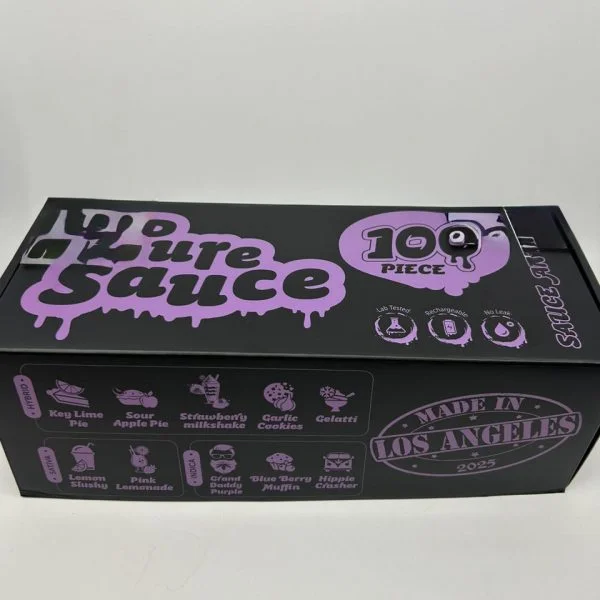 Pure
Sauce
100
PIECE
Lab Tested
Rechargeable
No Leak
HYBRID
Key Lime
Pie
Sour
Apple Pie
Strawberry
milkshake
Garlic
Cookies
Gelatti
SATIVA
Lemon
Slushy
Pink
Lemonade
INDICA
Grand
Daddy
Purple
Blue Berry
Muffin
Hippie
Crasher
MADE IN
LOS ANGELES
2025
SAUCE